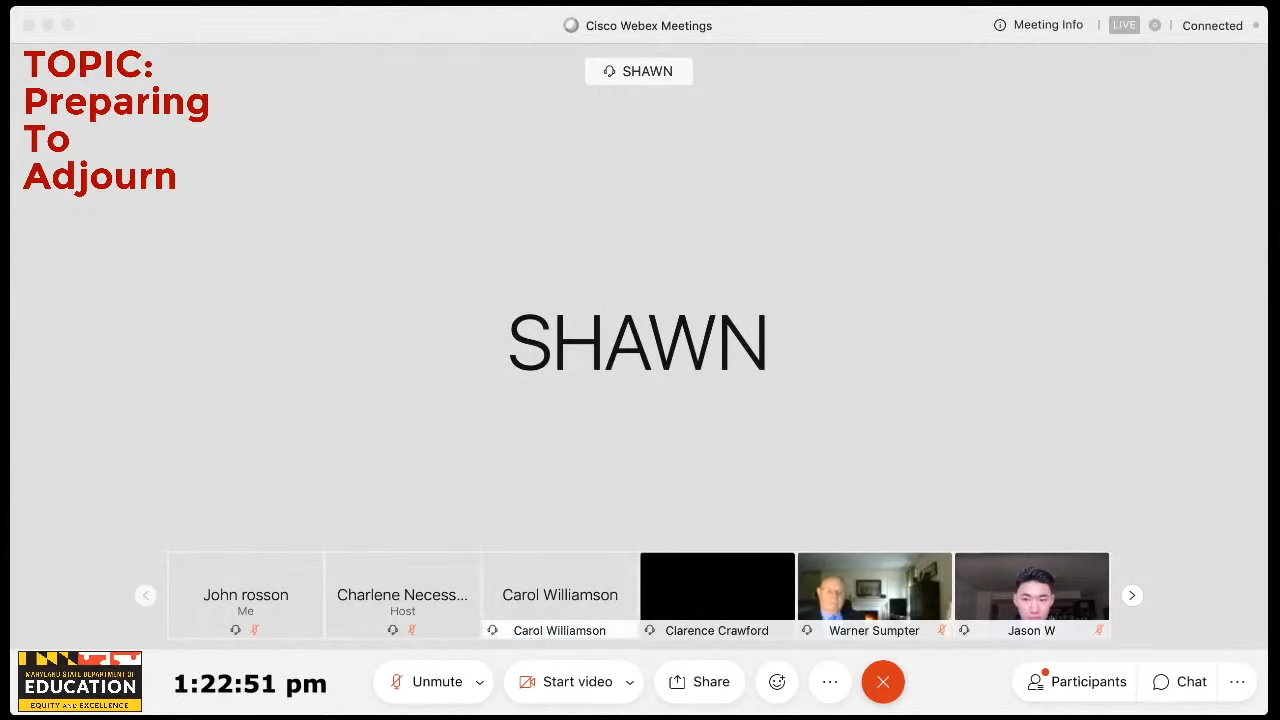 Cisco Webex Meetings
Meeting Info
LIVE
Connected
TOPIC:
Preparing
To
Adjourn
SHAWN
SHAWN
John rosson
Me
Charlene Necess...
Host
Carol Williamson
Carol Williamson
Clarence Crawford
Warner Sumpter
Jason W
MARYLAND STATE DEPARTMENT OF
EDUCATION
EQUITY AND EXCELLENCE
1:22:51 pm
Unmute
Start video
Share
Participants
Chat